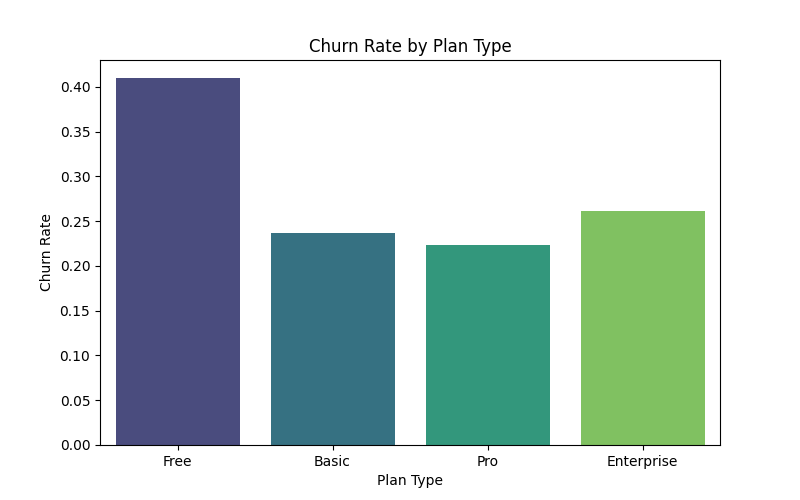 Churn Rate by Plan Type
Churn Rate
0.40
0.35
0.30
0.25
0.20
0.15
0.10
0.05
0.00
Free Basic Pro Enterprise
Plan Type